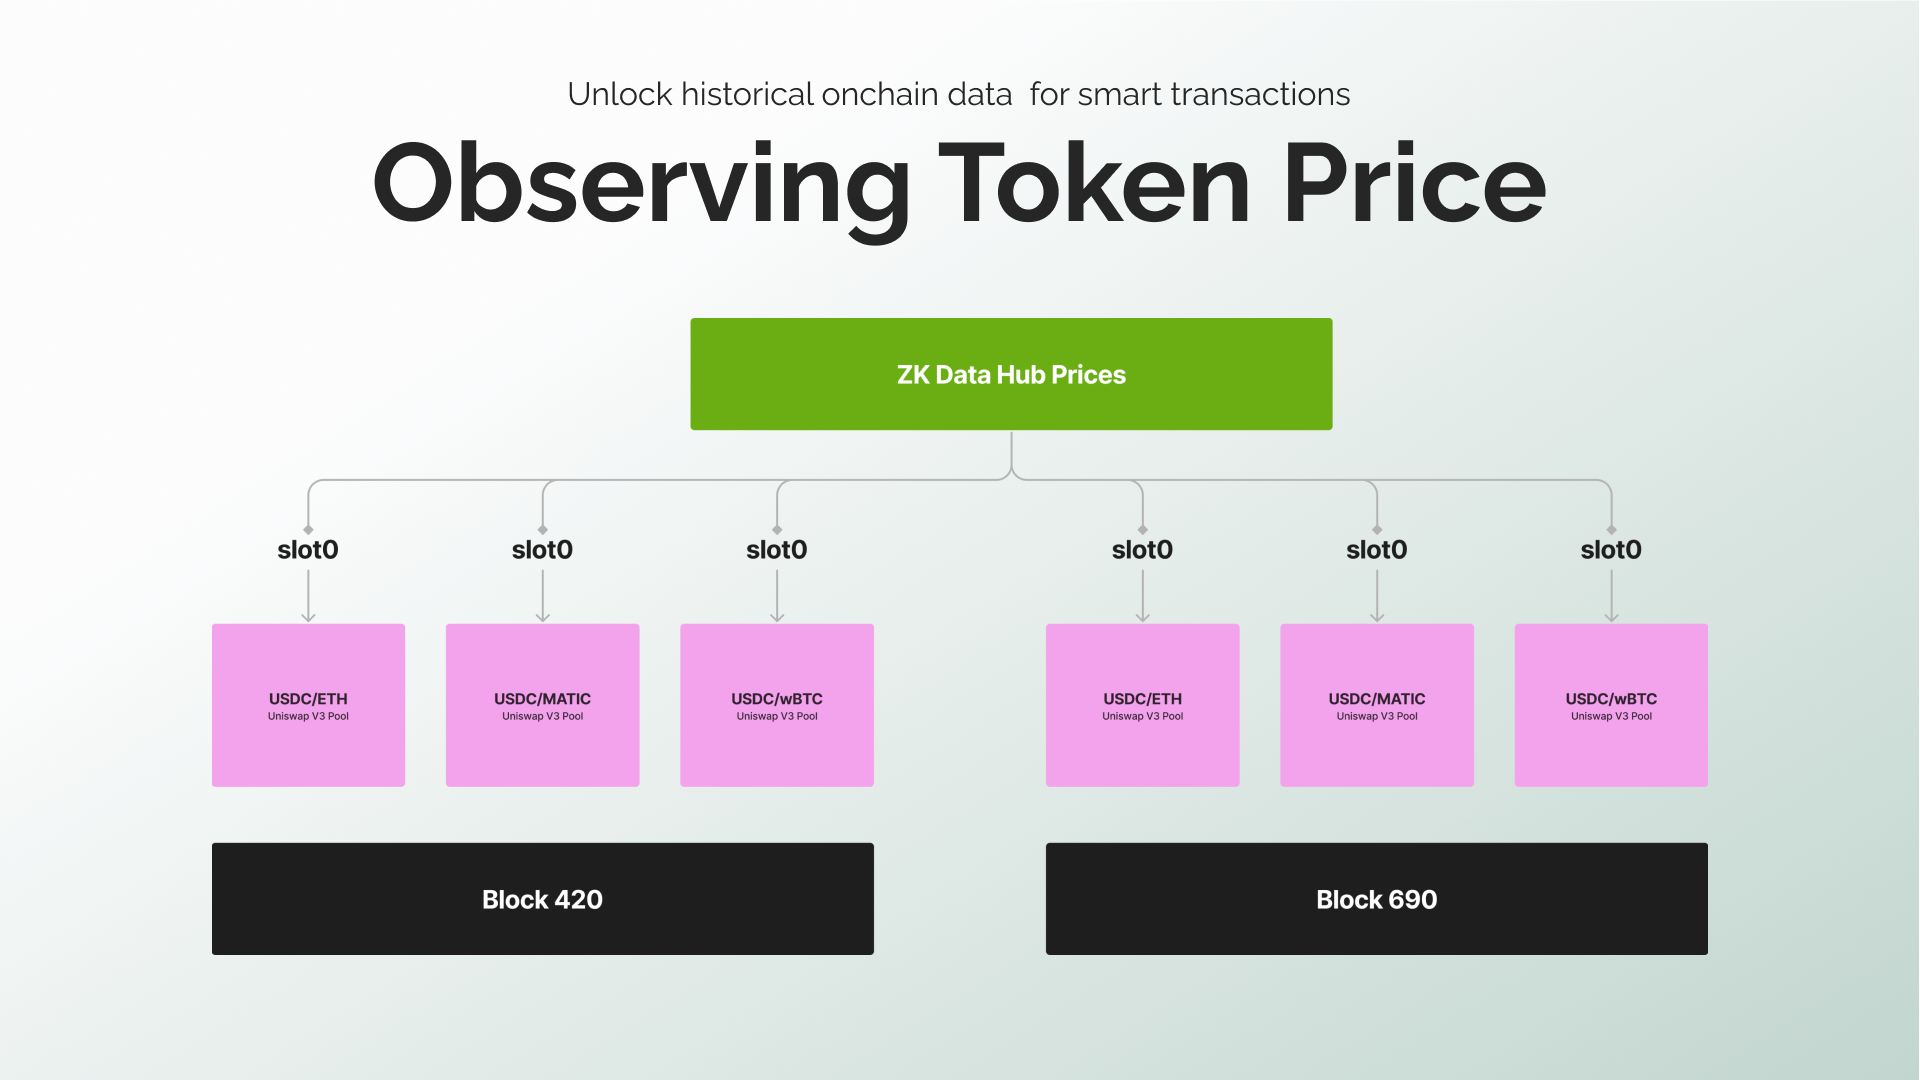 Unlock historical onchain data  for smart transactions
Observing Token Price
ZK Data Hub Prices
slot0
slot0
slot0
slot0
slot0
slot0
USDC/ETH
Uniswap V3 Pool
USDC/MATIC
Uniswap V3 Pool
USDC/wBTC
Uniswap V3 Pool
USDC/ETH
Uniswap V3 Pool
USDC/MATIC
Uniswap V3 Pool
USDC/wBTC
Uniswap V3 Pool
Block 420
Block 690